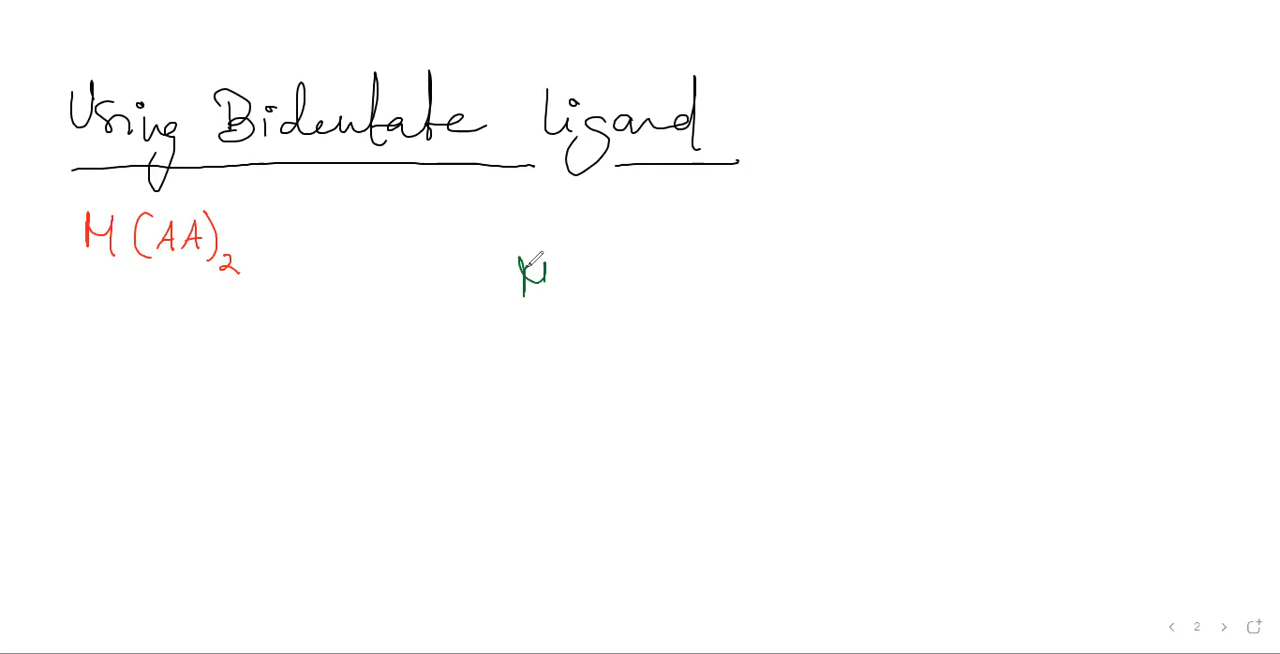 Using Bidentate Ligand
M(AA)₂
2